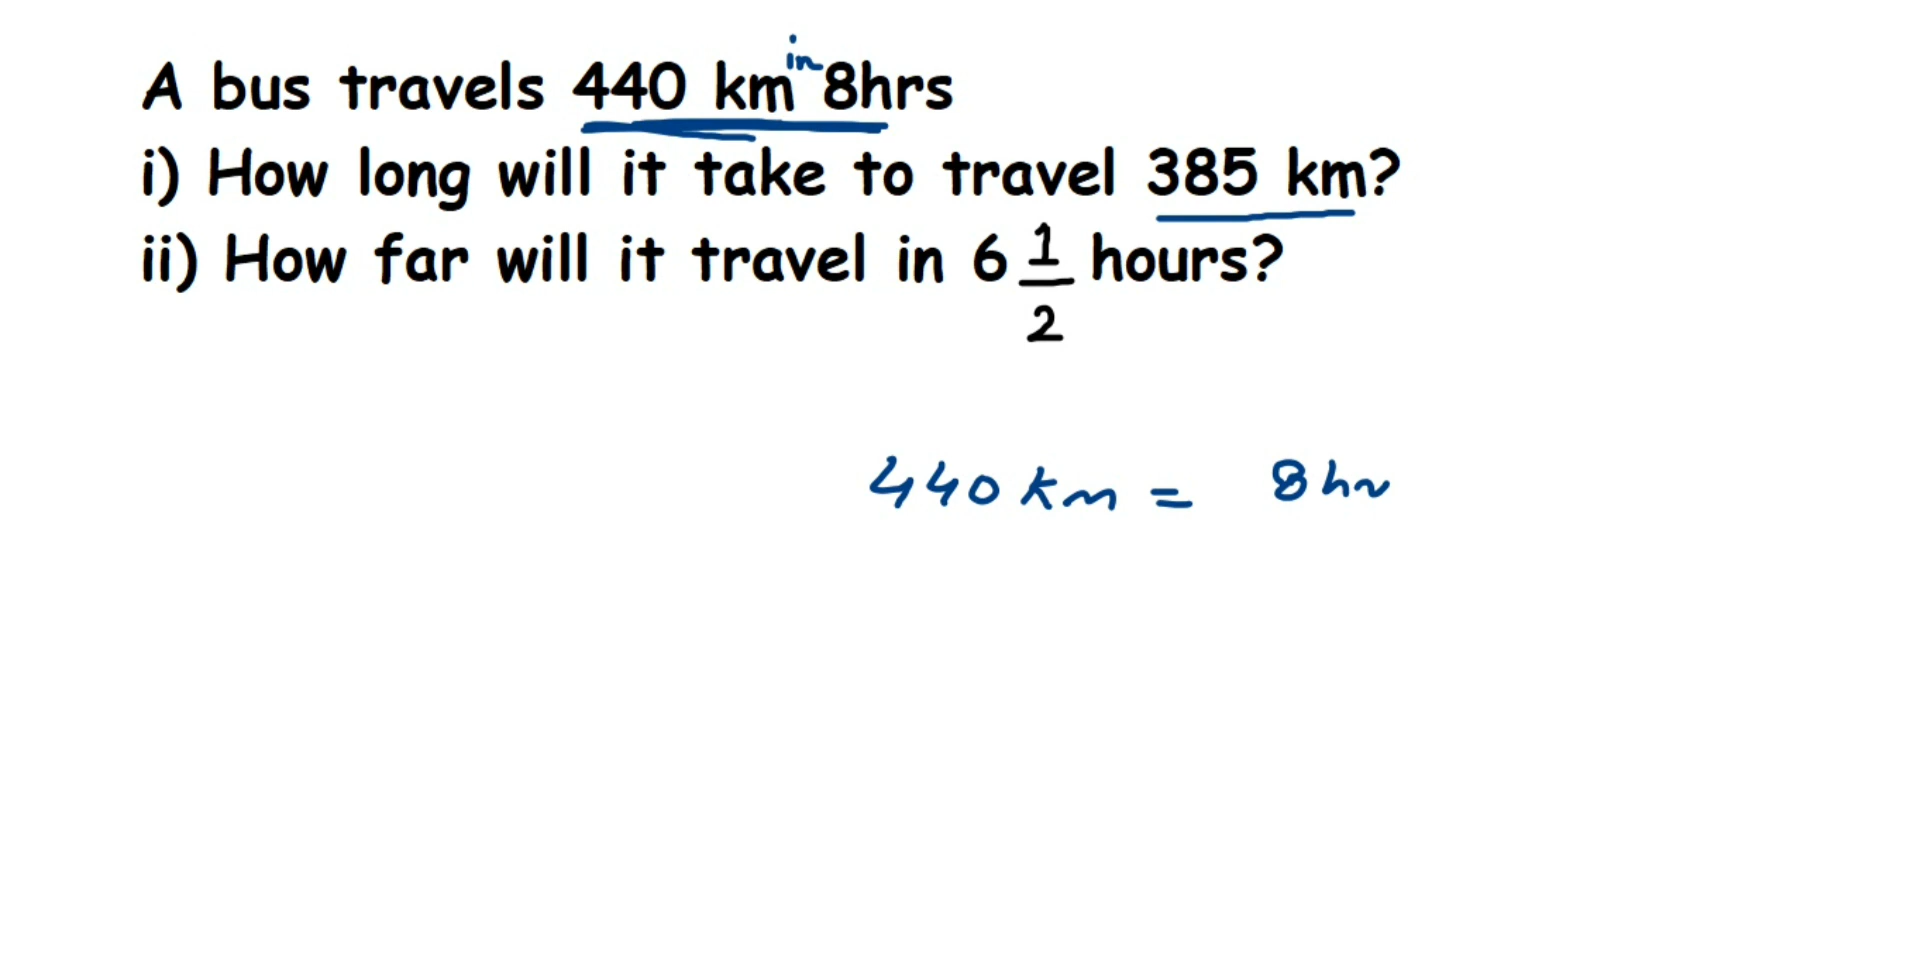 A bus travels 440 km in 8hrs
i) How long will it take to travel 385 km?
ii) How far will it travel in 6 1/2 hours?
440 km = 8 hr